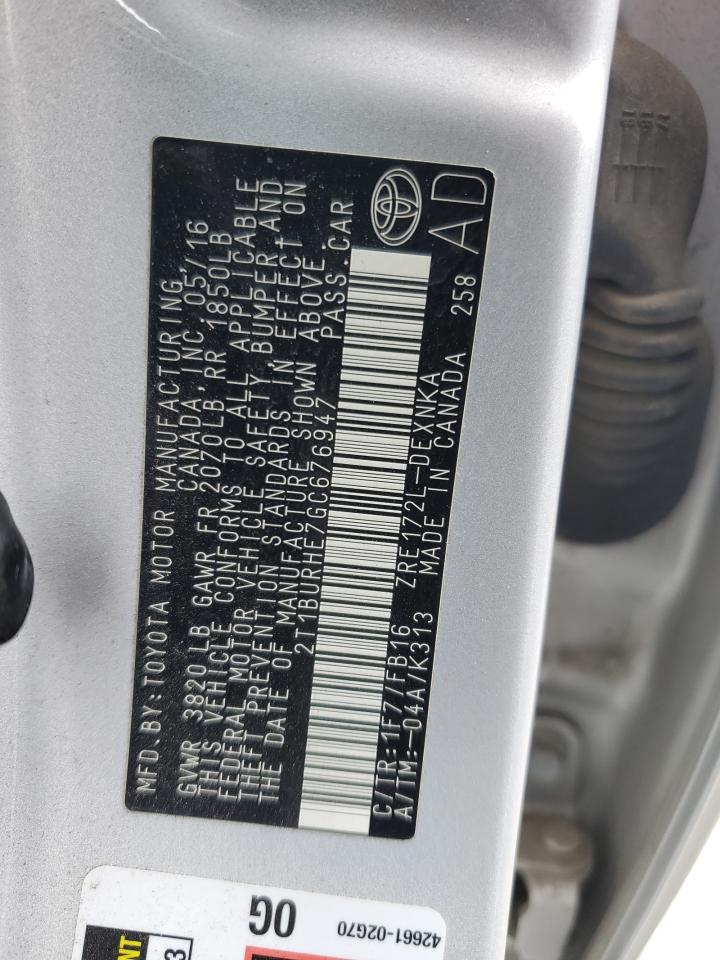 MFD.BY:TOYOTA MOTOR MANUFACTURING
CANADA, INC.05/16
GVWR 3820LB GAWR FR 2070LB RR 1850LB
THIS VEHICLE CONFORMS TO ALL APPLICABLE
FEDERAL MOTOR VEHICLE SAFETY, BUMPER, AND
THEFT PREVENTION STANDARDS IN EFFECT ON
THE DATE OF MANUFACTURE SHOWN ABOVE.
2T1BURHE7GC676947 PASS.CAR
C/TR:1F7/FB16 ZRE172L-DEXNKA 258
A/TM:-04A/K313 MADE IN CANADA AD
0G
42661-02G70